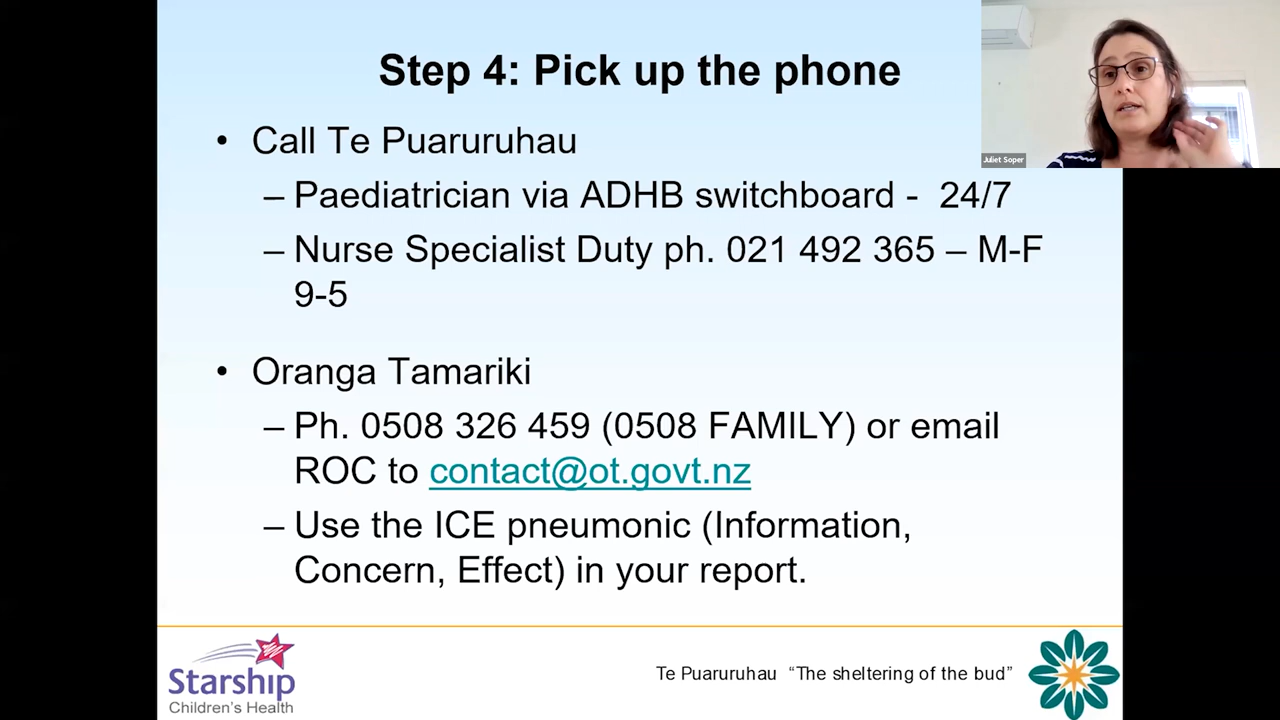 Step 4: Pick up the phone
Juliet Soper
• Call Te Puaruruhau
– Paediatrician via ADHB switchboard - 24/7
– Nurse Specialist Duty ph. 021 492 365 – M-F
9-5
• Oranga Tamariki
– Ph. 0508 326 459 (0508 FAMILY) or email
ROC to contact@ot.govt.nz
– Use the ICE pneumonic (Information,
Concern, Effect) in your report.
Starship
Children's Health
Te Puaruruhau “The sheltering of the bud”